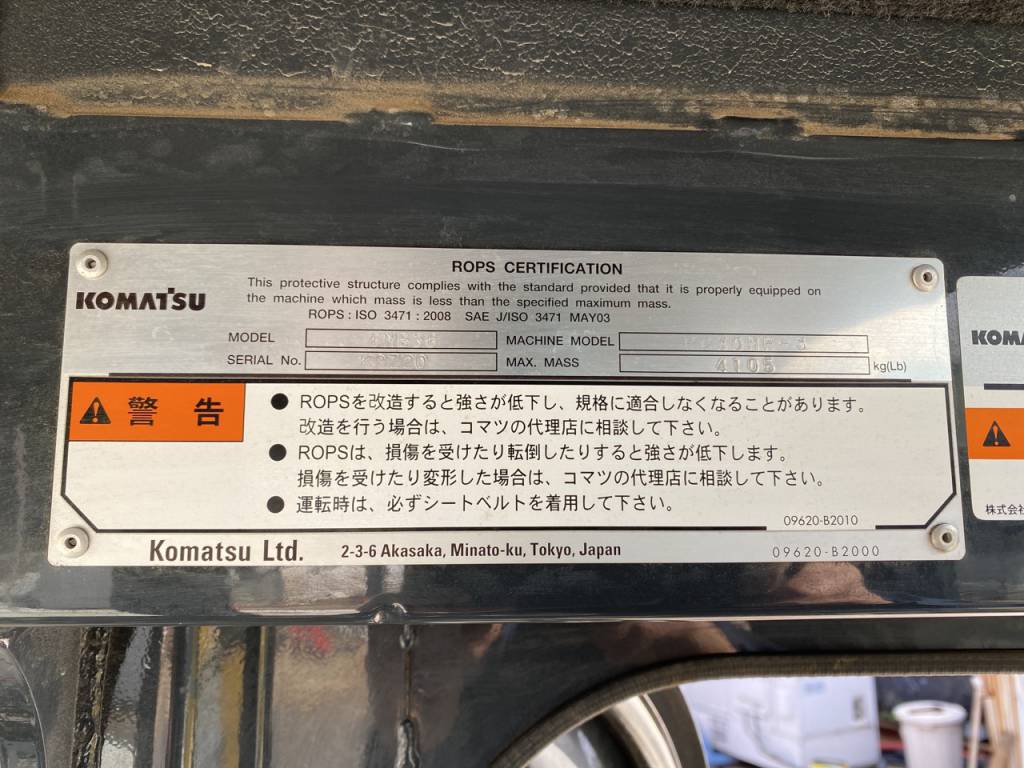 ROPS CERTIFICATION
KOMATSU
This protective structure complies with the standard provided that it is properly equipped on
the machine which mass is less than the specified maximum mass.
ROPS : ISO 3471 : 2008 SAE J/ISO 3471 MAY03
MODEL
MACHINE MODEL
SERIAL No.
MAX. MASS 4105 kg(Lb)
警 告
● ROPSを改造すると強さが低下し、規格に適合しなくなることがあります。
改造を行う場合は、コマツの代理店に相談して下さい。
● ROPSは、損傷を受けたり転倒したりすると強さが低下します。
損傷を受けたり変形した場合は、コマツの代理店に相談して下さい。
● 運転時は、必ずシートベルトを着用して下さい。
09620-B2010
Komatsu Ltd. 2-3-6 Akasaka, Minato-ku, Tokyo, Japan
09620-B2000
KOMA
株式会社